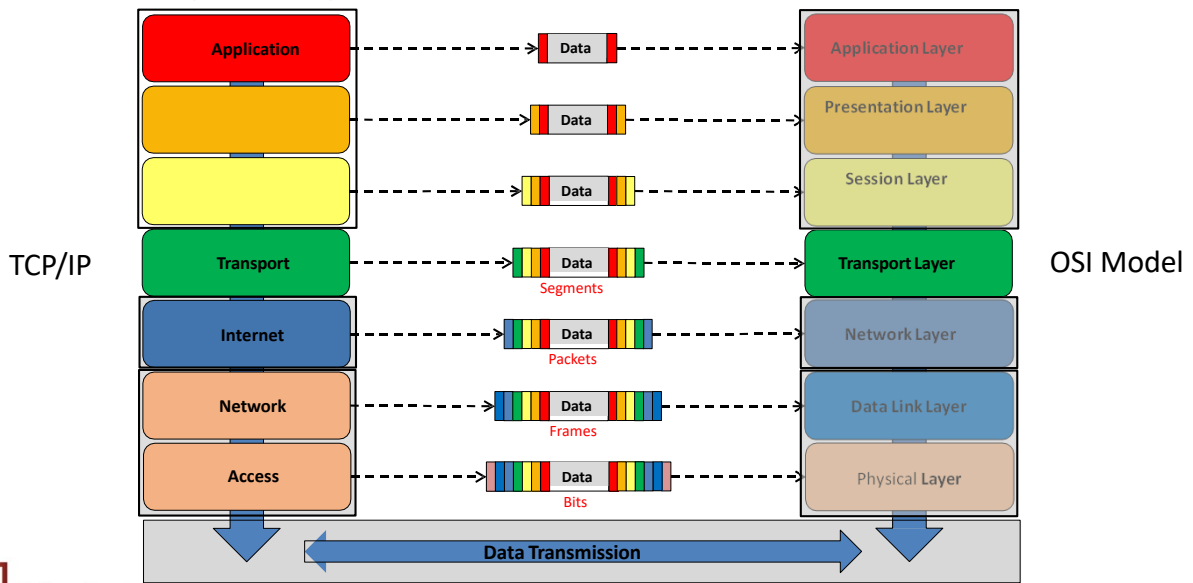 Application
Data
Application Layer
Data
Presentation Layer
Data
Session Layer
TCP/IP
Transport
Data
Segments
Transport Layer
OSI Model
Internet
Data
Packets
Network Layer
Network
Data
Frames
Data Link Layer
Access
Data
Bits
Physical Layer
Data Transmission